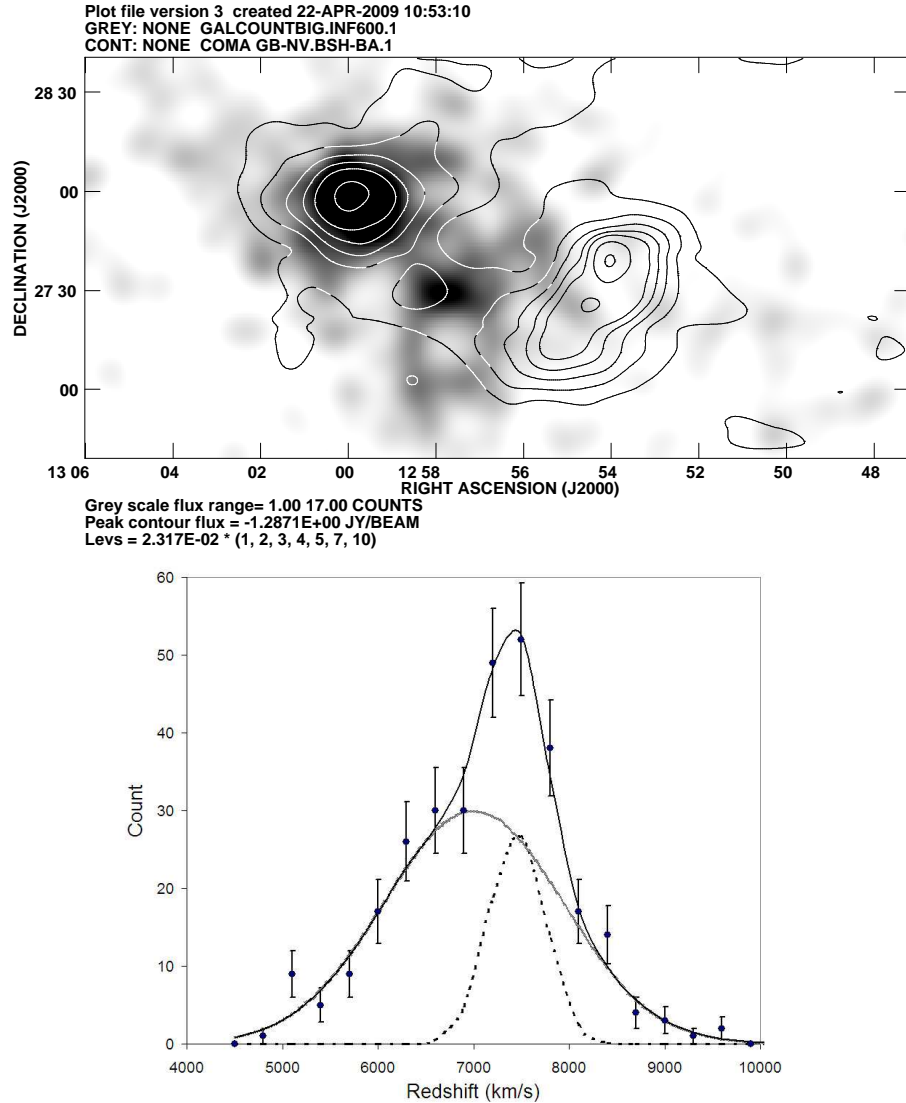 Plot file version 3 created 22-APR-2009 10:53:10
GREY: NONE GALCOUNTBIG.INF600.1
CONT: NONE COMA GB-NV.BSH-BA.1
DECLINATION (J2000)
28 30
00
27 30
00
13 06 04 02 00 12 58 56 54 52 50 48
RIGHT ASCENSION (J2000)
Grey scale flux range= 1.00 17.00 COUNTS
Peak contour flux = -1.2871E+00 JY/BEAM
Levs = 2.317E-02 * (1, 2, 3, 4, 5, 7, 10)
Count
60
50
40
30
20
10
0
4000 5000 6000 7000 8000 9000 10000
Redshift (km/s)